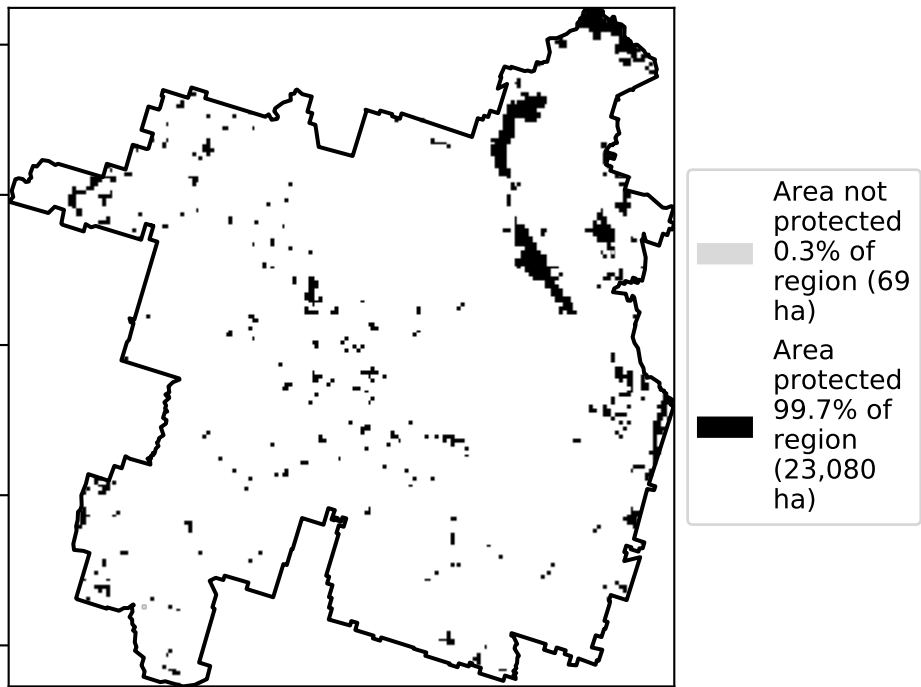 Area not
protected
0.3% of
region (69
ha)
Area
protected
99.7% of
region
(23,080
ha)